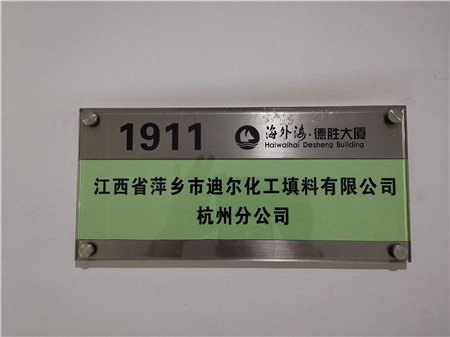 1911 海外海·德胜大厦
Haiwaihai Desheng Building
江西省萍乡市迪尔化工填料有限公司
杭州分公司